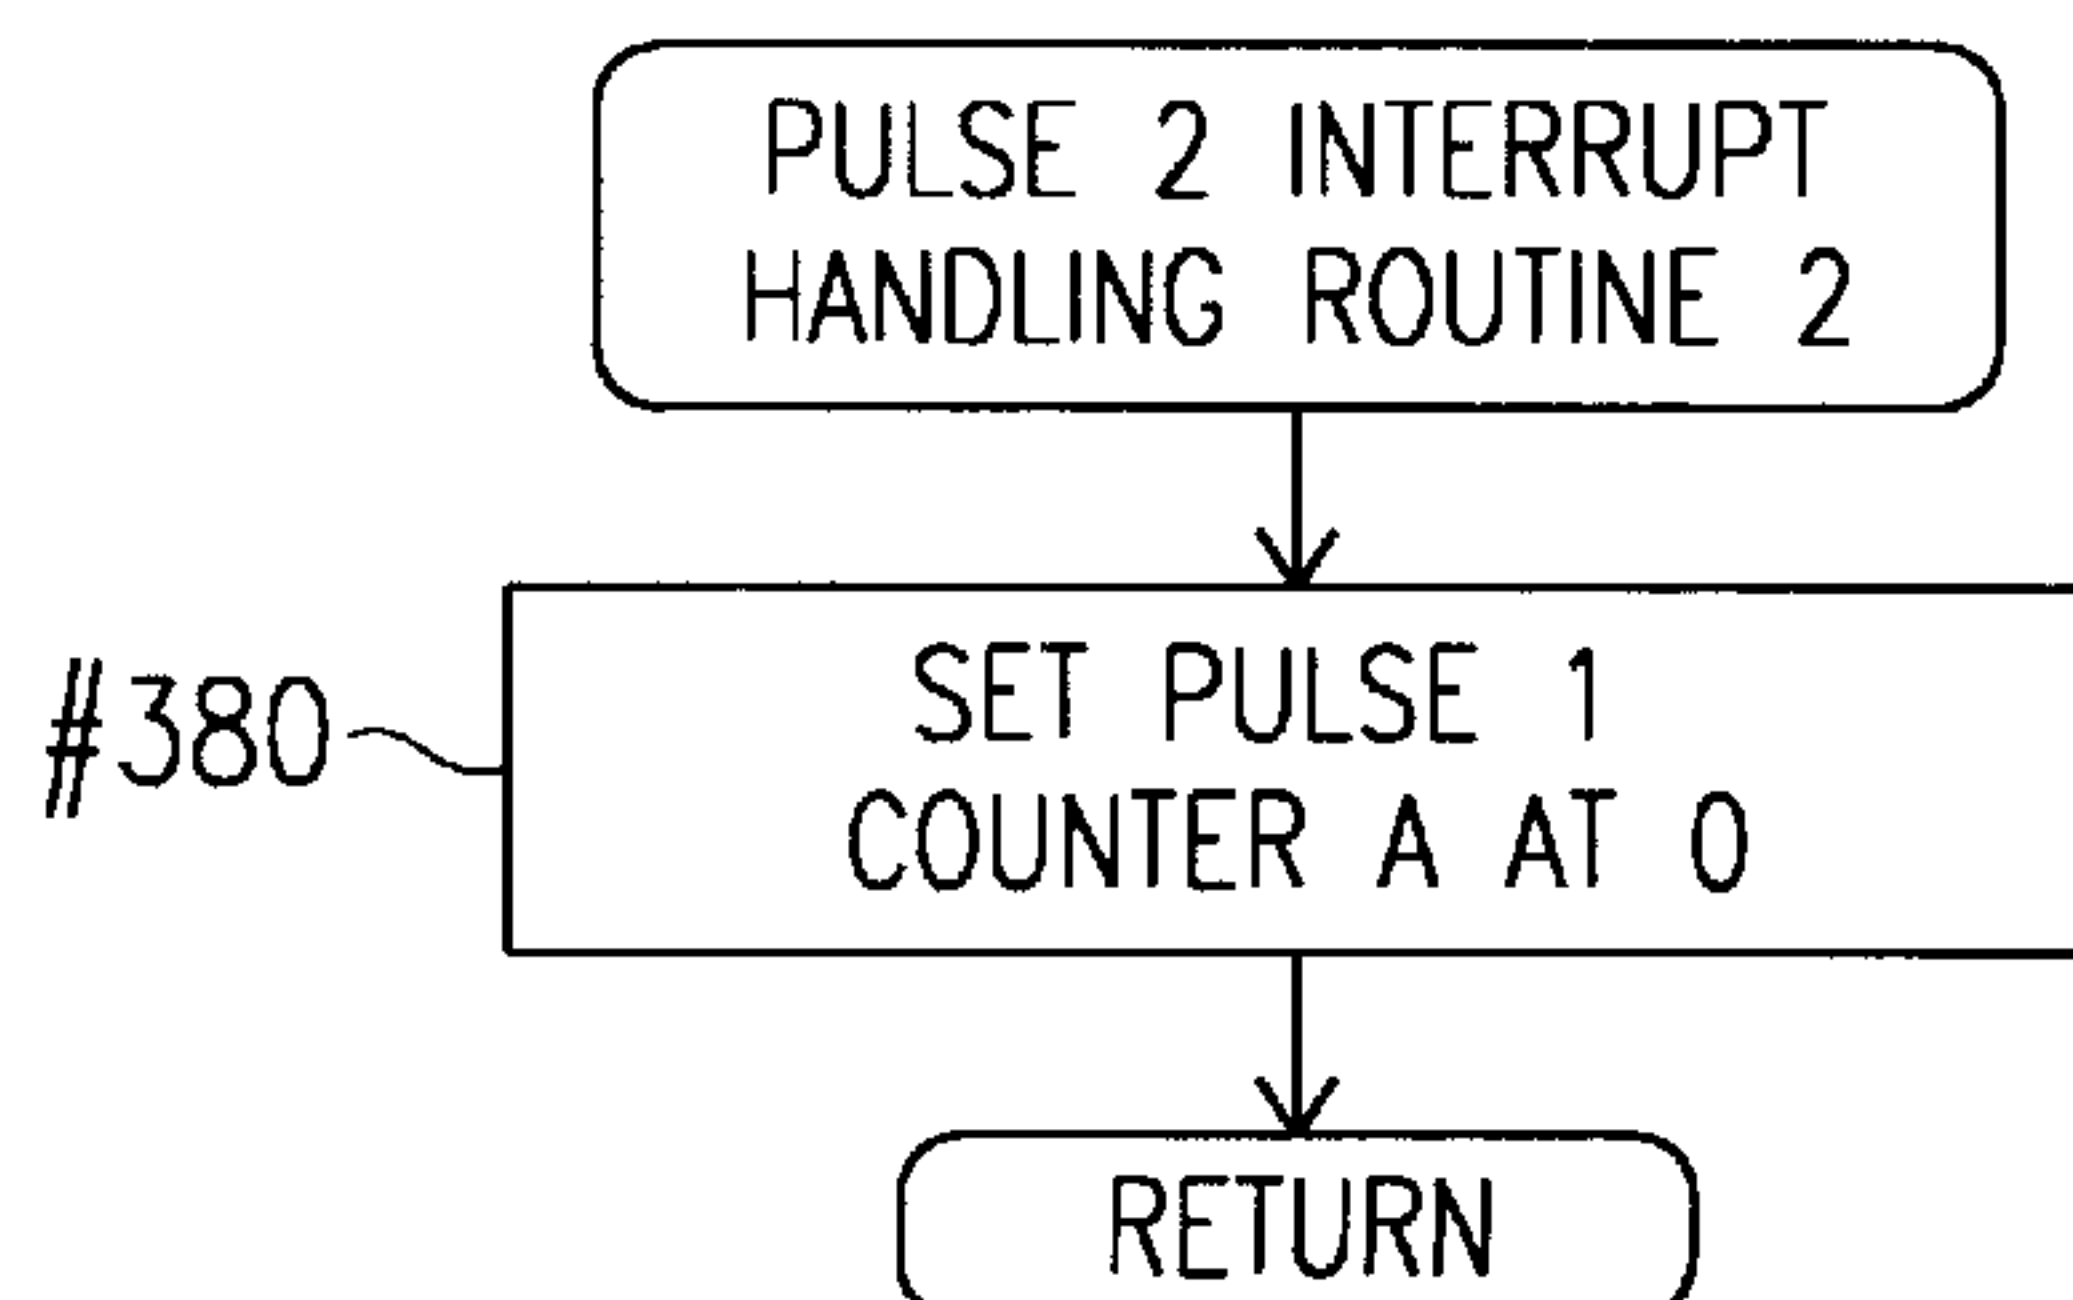 PULSE 2 INTERRUPT
HANDLING ROUTINE 2
#380
SET PULSE 1
COUNTER A AT 0
RETURN